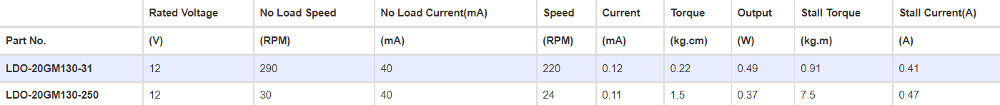 Rated Voltage No Load Speed No Load Current(mA) Speed Current Torque Output Stall Torque Stall Current(A)
Part No. (V) (RPM) (mA) (RPM) (mA) (kg.cm) (W) (kg.m) (A)
LDO-20GM130-31 12 290 40 220 0.12 0.22 0.49 0.91 0.41
LDO-20GM130-250 12 30 40 24 0.11 1.5 0.37 7.5 0.47